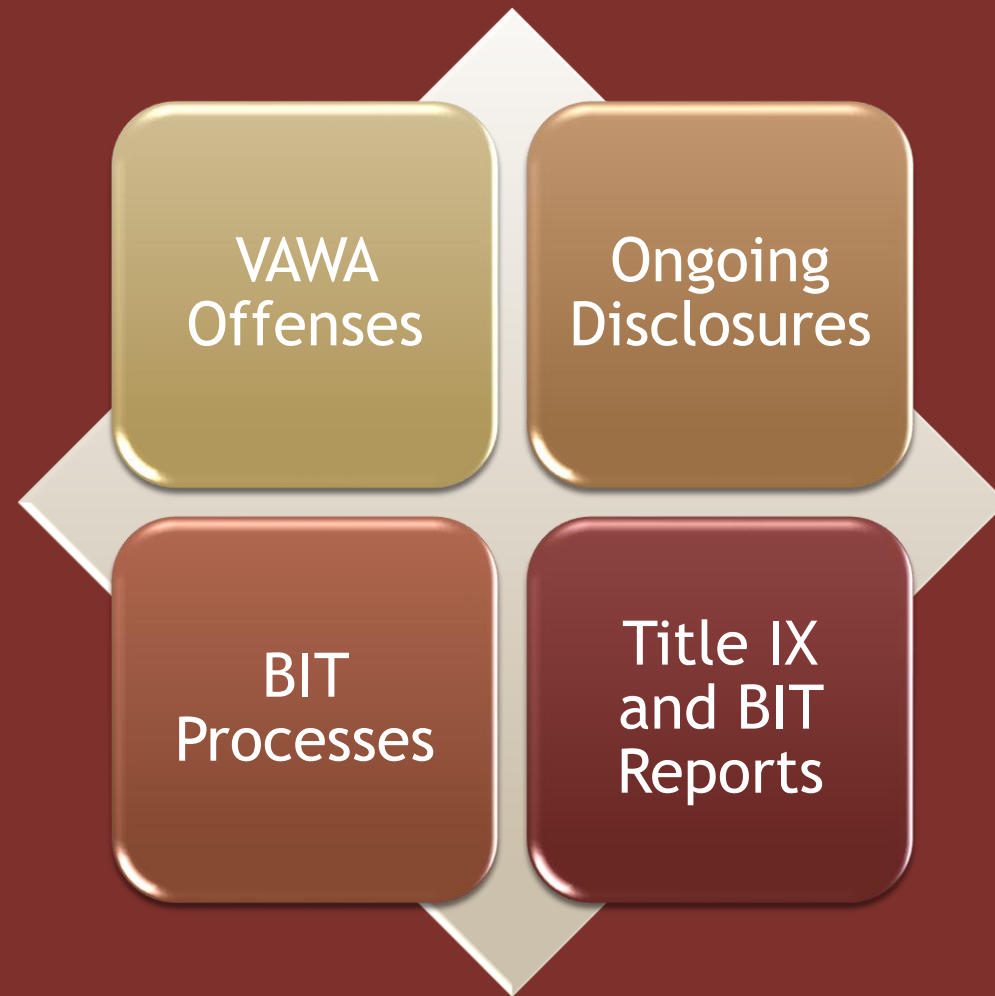 VAWA
Offenses
Ongoing
Disclosures
BIT
Processes
Title IX
and BIT
Reports